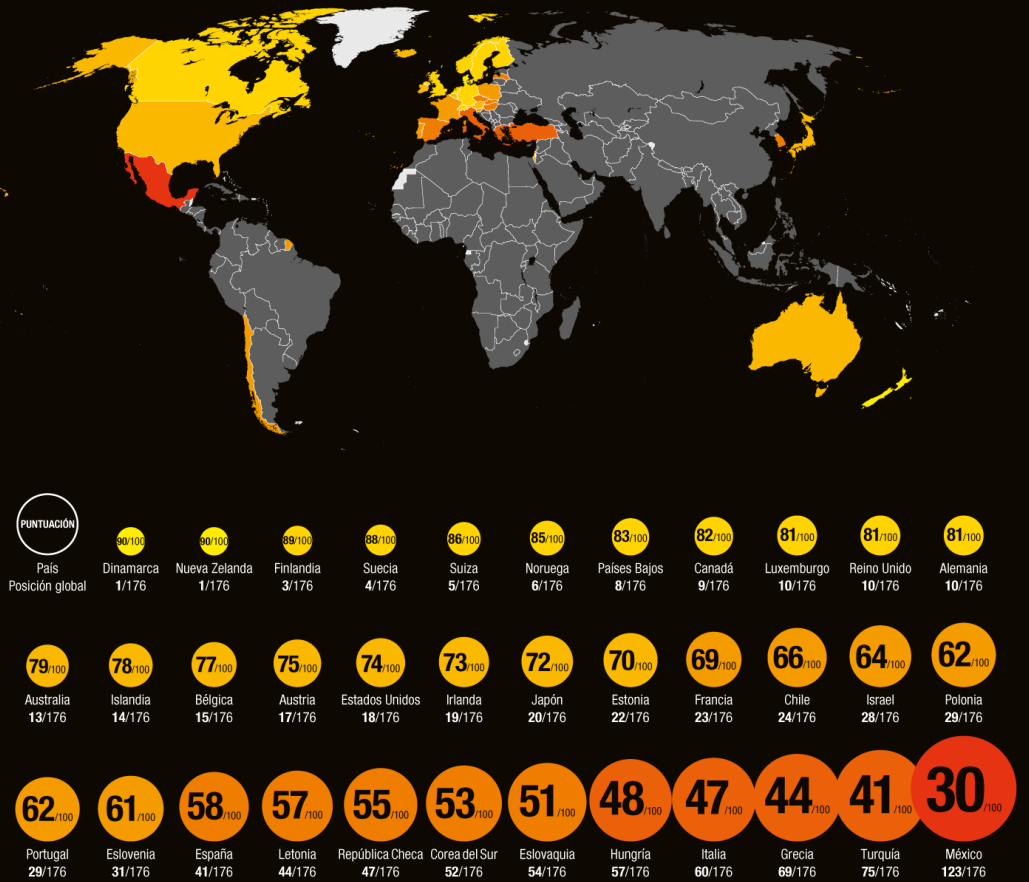 PUNTUACIÓN
País
Posición global
90/100
Dinamarca
1/176
90/100
Nueva Zelanda
1/176
89/100
Finlandia
3/176
88/100
Suecia
4/176
86/100
Suiza
5/176
85/100
Noruega
6/176
83/100
Países Bajos
8/176
82/100
Canadá
9/176
81/100
Luxemburgo
10/176
81/100
Reino Unido
10/176
81/100
Alemania
10/176
79/100
Australia
13/176
78/100
Islandia
14/176
77/100
Bélgica
15/176
75/100
Austria
17/176
74/100
Estados Unidos
18/176
73/100
Irlanda
19/176
72/100
Japón
20/176
70/100
Estonia
22/176
69/100
Francia
23/176
66/100
Chile
24/176
64/100
Israel
28/176
62/100
Polonia
29/176
62/100
Portugal
29/176
61/100
Eslovenia
31/176
58/100
España
41/176
57/100
Letonia
44/176
55/100
República Checa
47/176
53/100
Corea del Sur
52/176
51/100
Eslovaquia
54/176
48/100
Hungría
57/176
47/100
Italia
60/176
44/100
Grecia
69/176
41/100
Turquía
75/176
30/100
México
123/176